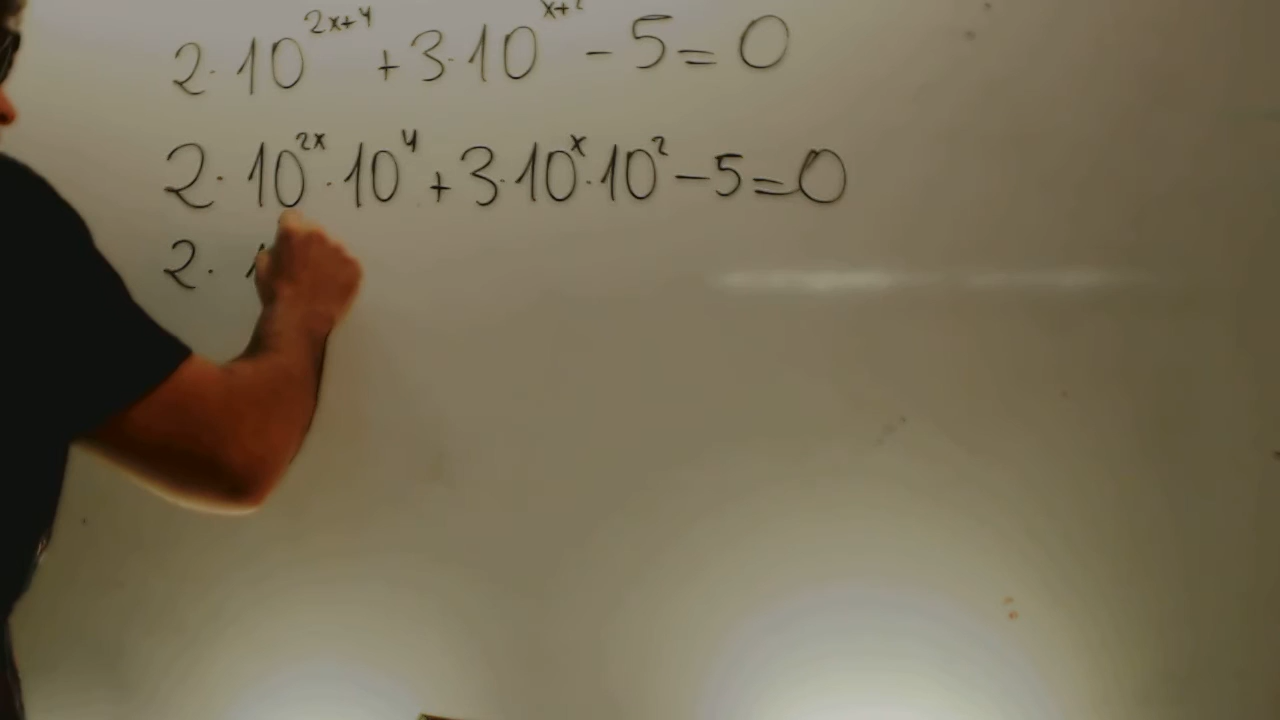 2·10^{2x+4} + 3·10^{x+2} − 5 = 0
2·10^{2x}·10^{4} + 3·10^{x}·10^{2} − 5 = 0
2· 1